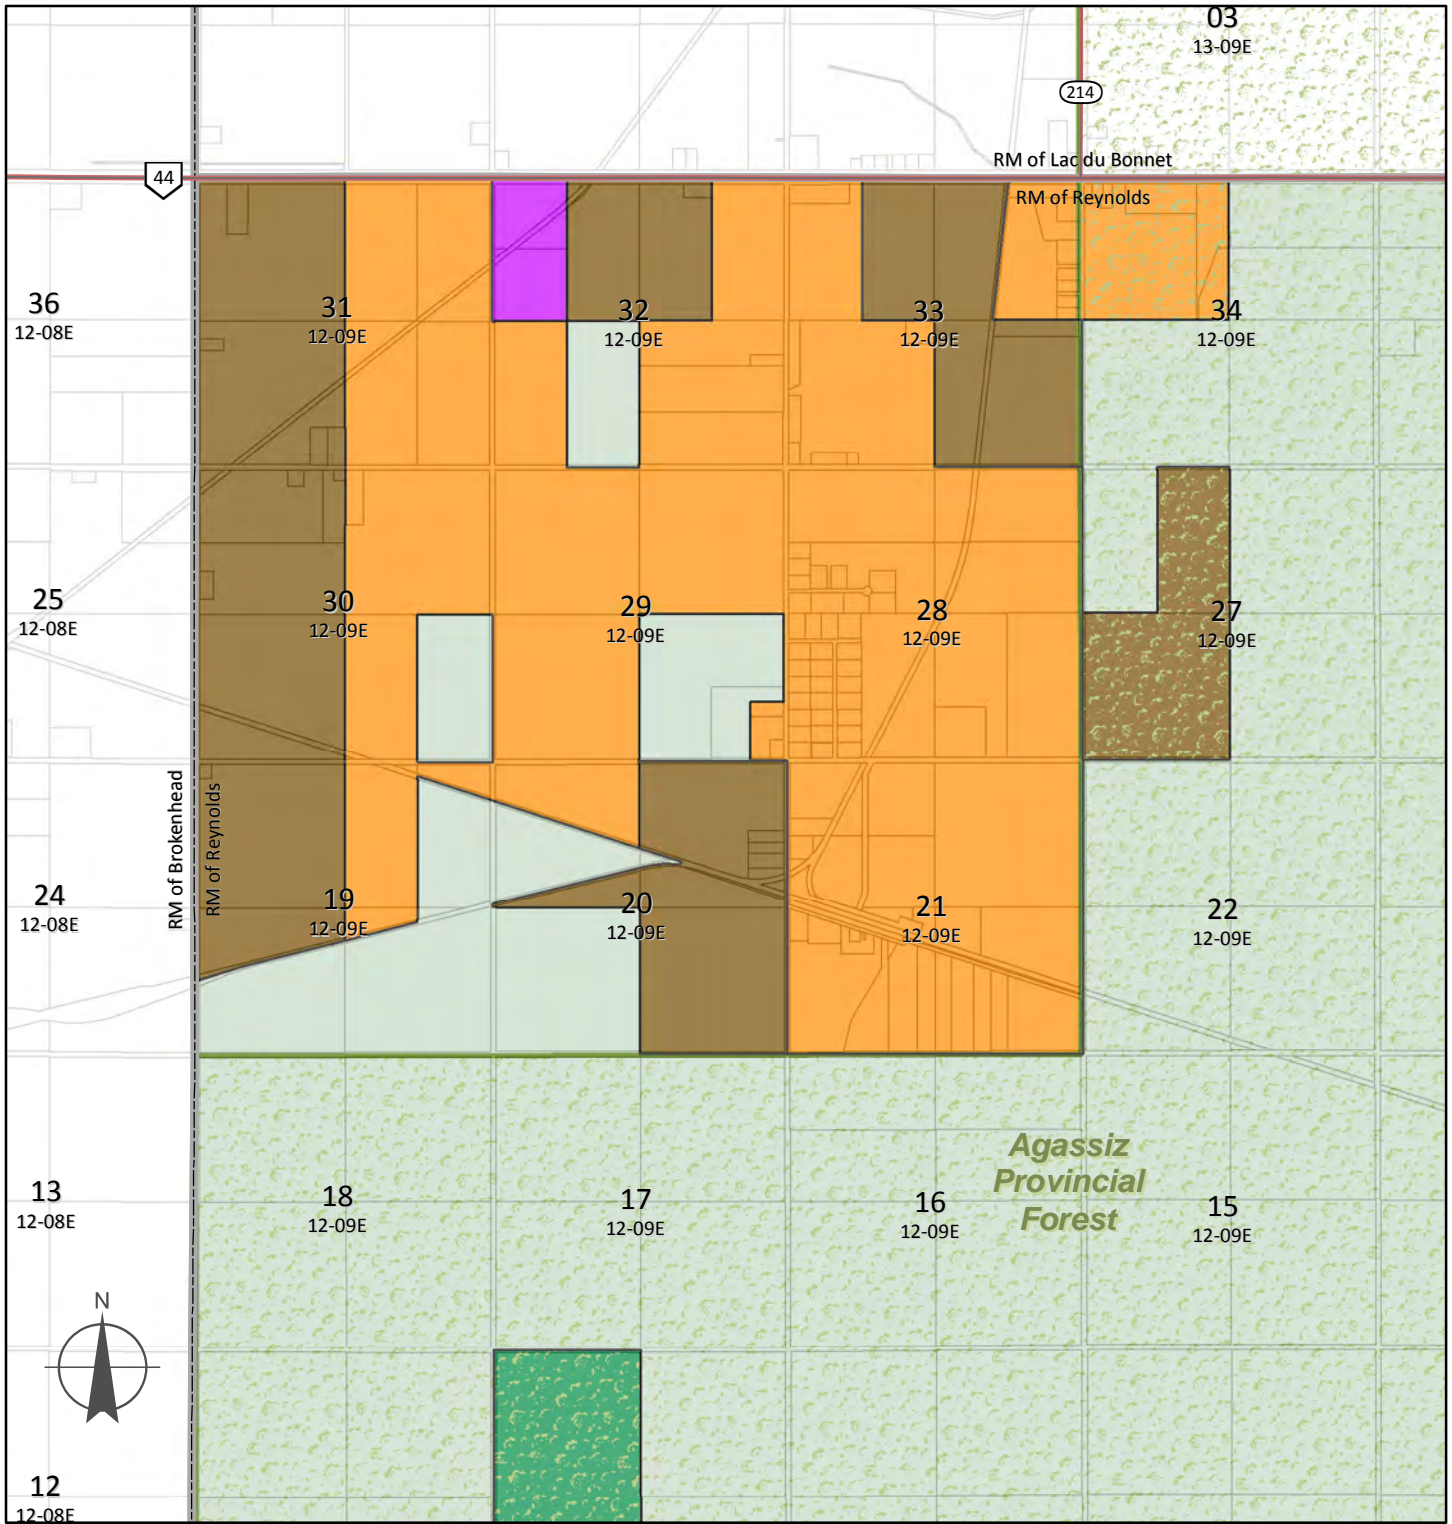 03
13-09E
214
RM of Lac du Bonnet
44
RM of Reynolds
36
12-08E
31
12-09E
32
12-09E
33
12-09E
34
12-09E
25
12-08E
30
12-09E
29
12-09E
28
12-09E
27
12-09E
RM of Brokenhead
RM of Reynolds
24
12-08E
19
12-09E
20
12-09E
21
12-09E
22
12-09E
Agassiz
Provincial
Forest
13
12-08E
18
12-09E
17
12-09E
16
12-09E
15
12-09E
N
12
12-08E